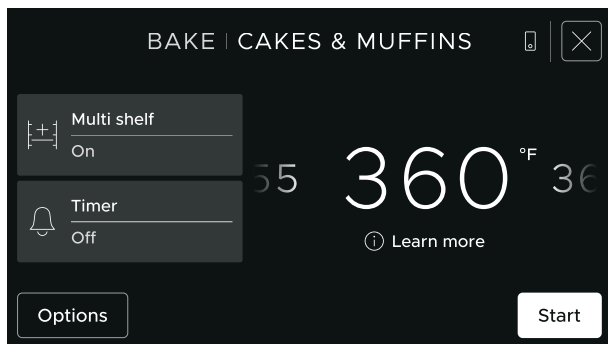 BAKE | CAKES & MUFFINS
Multi shelf
On
55
360 °F
36
Learn more
Timer
Off
Options
Start